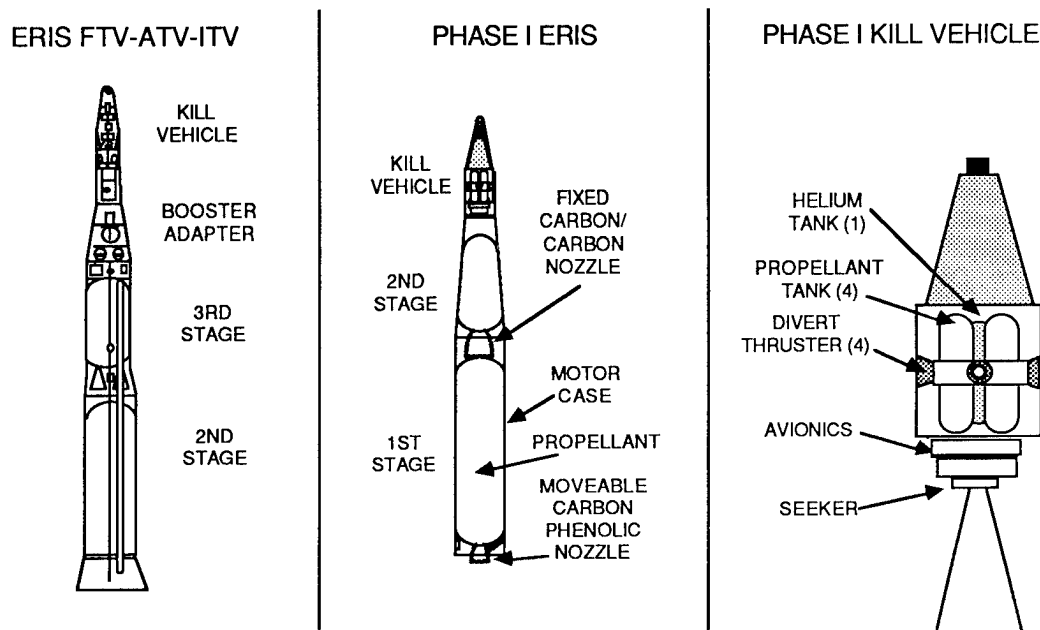 ERIS FTV-ATV-ITV
KILL
VEHICLE
BOOSTER
ADAPTER
3RD
STAGE
2ND
STAGE
PHASE I ERIS
KILL
VEHICLE
FIXED
CARBON/
CARBON
NOZZLE
2ND
STAGE
MOTOR
CASE
1ST
STAGE
PROPELLANT
MOVEABLE
CARBON
PHENOLIC
NOZZLE
PHASE I KILL VEHICLE
HELIUM
TANK (1)
PROPELLANT
TANK (4)
DIVERT
THRUSTER (4)
AVIONICS
SEEKER